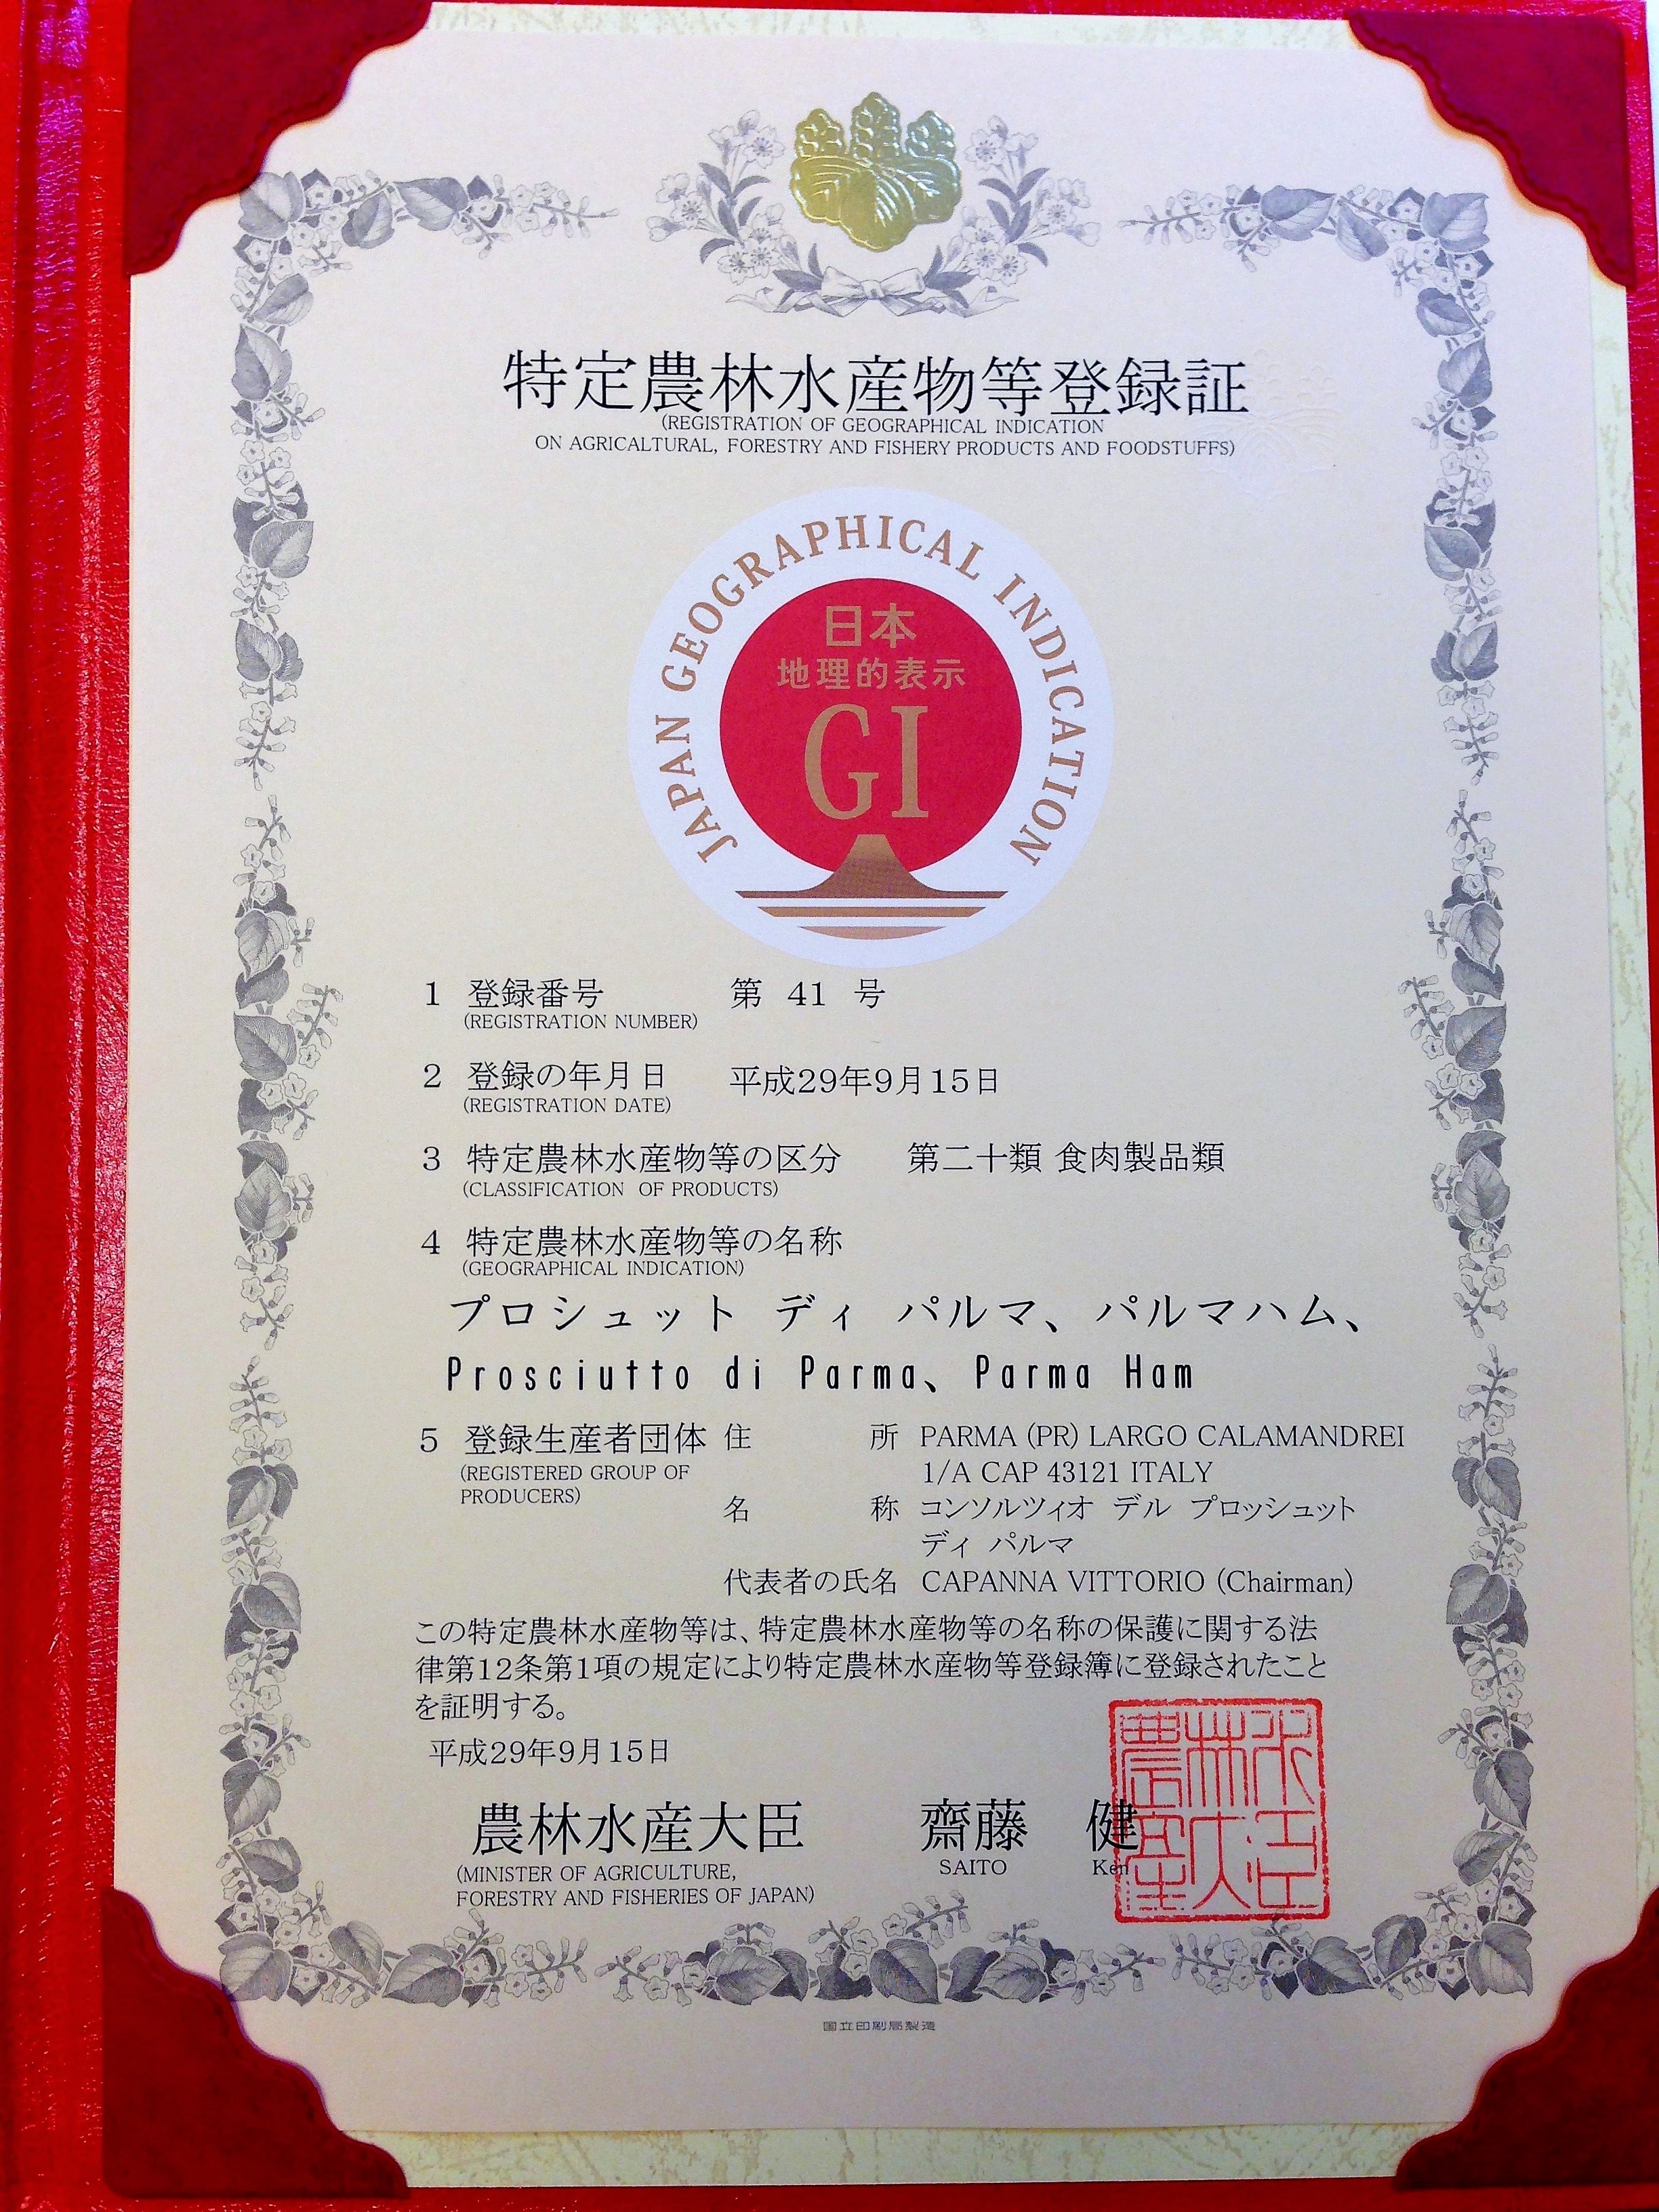 特定農林水産物等登録証
(REGISTRATION OF GEOGRAPHICAL INDICATION
ON AGRICALTURAL, FORESTRY AND FISHERY PRODUCTS AND FOODSTUFFS)
JAPAN GEOGRAPHICAL INDICATION
日本
地理的表示
GI
1 登録番号 第 41 号
(REGISTRATION NUMBER)
2 登録の年月日 平成29年9月15日
(REGISTRATION DATE)
3 特定農林水産物等の区分 第二十類 食肉製品類
(CLASSIFICATION OF PRODUCTS)
4 特定農林水産物等の名称
(GEOGRAPHICAL INDICATION)
プロシュット ディ パルマ、パルマハム、
Prosciutto di Parma、Parma Ham
5 登録生産者団体 住 所 PARMA (PR) LARGO CALAMANDREI
(REGISTERED GROUP OF
PRODUCERS)
1/A CAP 43121 ITALY
名 称 コンソルツィオ デル プロッシュット
ディ パルマ
代表者の氏名 CAPANNA VITTORIO (Chairman)
この特定農林水産物等は、特定農林水産物等の名称の保護に関する法
律第12条第1項の規定により特定農林水産物等登録簿に登録されたこと
を証明する。
平成29年9月15日
農林水産大臣 齋藤 健
(MINISTER OF AGRICULTURE,
FORESTRY AND FISHERIES OF JAPAN)
SAITO Ken
農林水産大臣
国立印刷局製造